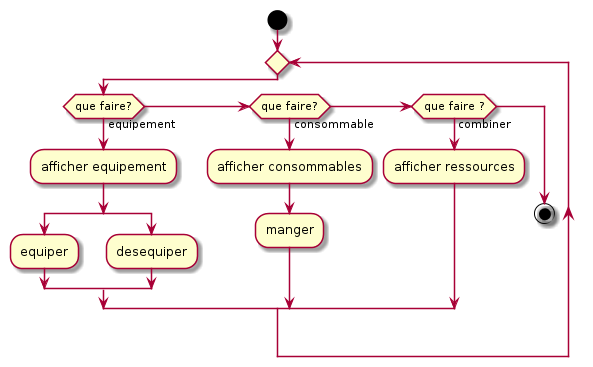 que faire?
que faire?
que faire ?
equipement
consommable
combiner
afficher equipement
afficher consommables
afficher ressources
manger
equiper
desequiper